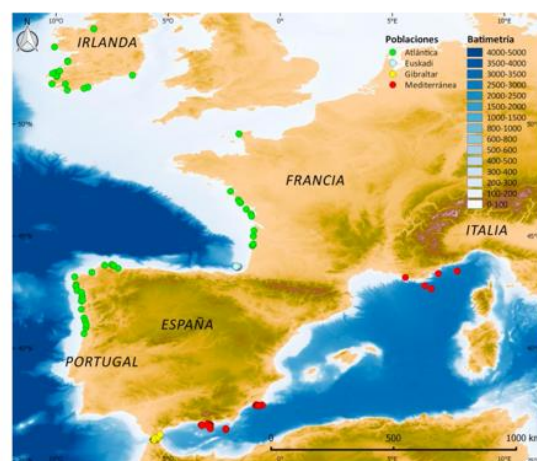 N
IRLANDA
Poblaciones
Atlántica
Euskadi
Gibraltar
Mediterránea
Batimetría
4000-5000
3500-4000
3000-3500
2500-3000
2000-2500
1500-2000
1000-1500
800-1000
600-800
500-600
400-500
300-400
200-300
100-200
0-100
FRANCIA
ITALIA
ESPAÑA
PORTUGAL
0
500
1000 km